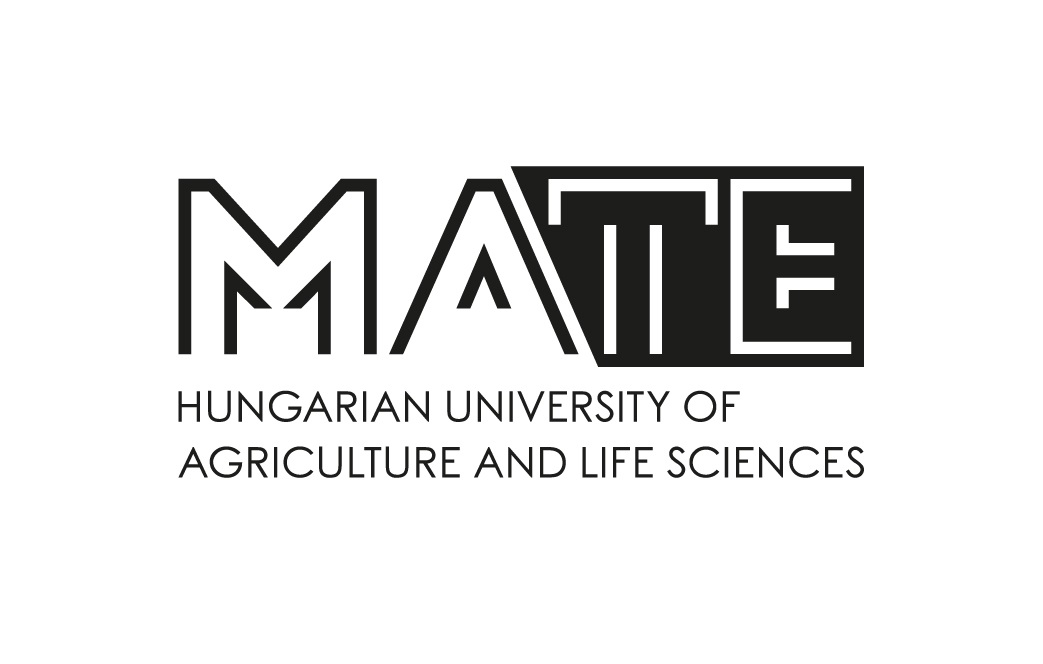 MATE
HUNGARIAN UNIVERSITY OF
AGRICULTURE AND LIFE SCIENCES